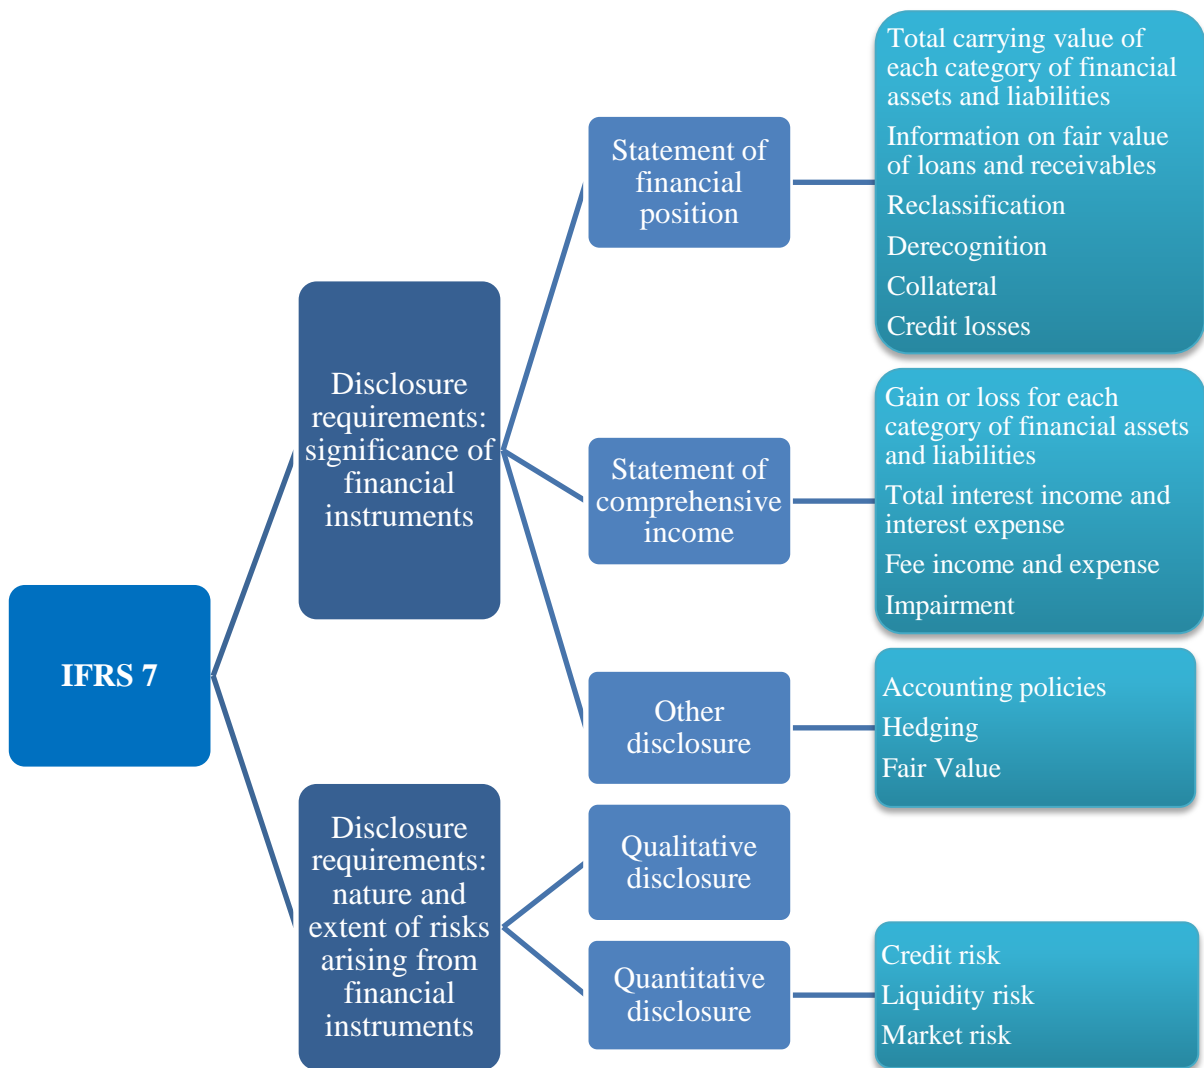 IFRS 7
Disclosure
requirements:
significance of
financial
instruments
Statement of
financial
position
Total carrying value of
each category of financial
assets and liabilities
Information on fair value
of loans and receivables
Reclassification
Derecognition
Collateral
Credit losses
Statement of
comprehensive
income
Gain or loss for each
category of financial assets
and liabilities
Total interest income and
interest expense
Fee income and expense
Impairment
Other
disclosure
Accounting policies
Hedging
Fair Value
Disclosure
requirements:
nature and
extent of risks
arising from
financial
instruments
Qualitative
disclosure
Quantitative
disclosure
Credit risk
Liquidity risk
Market risk